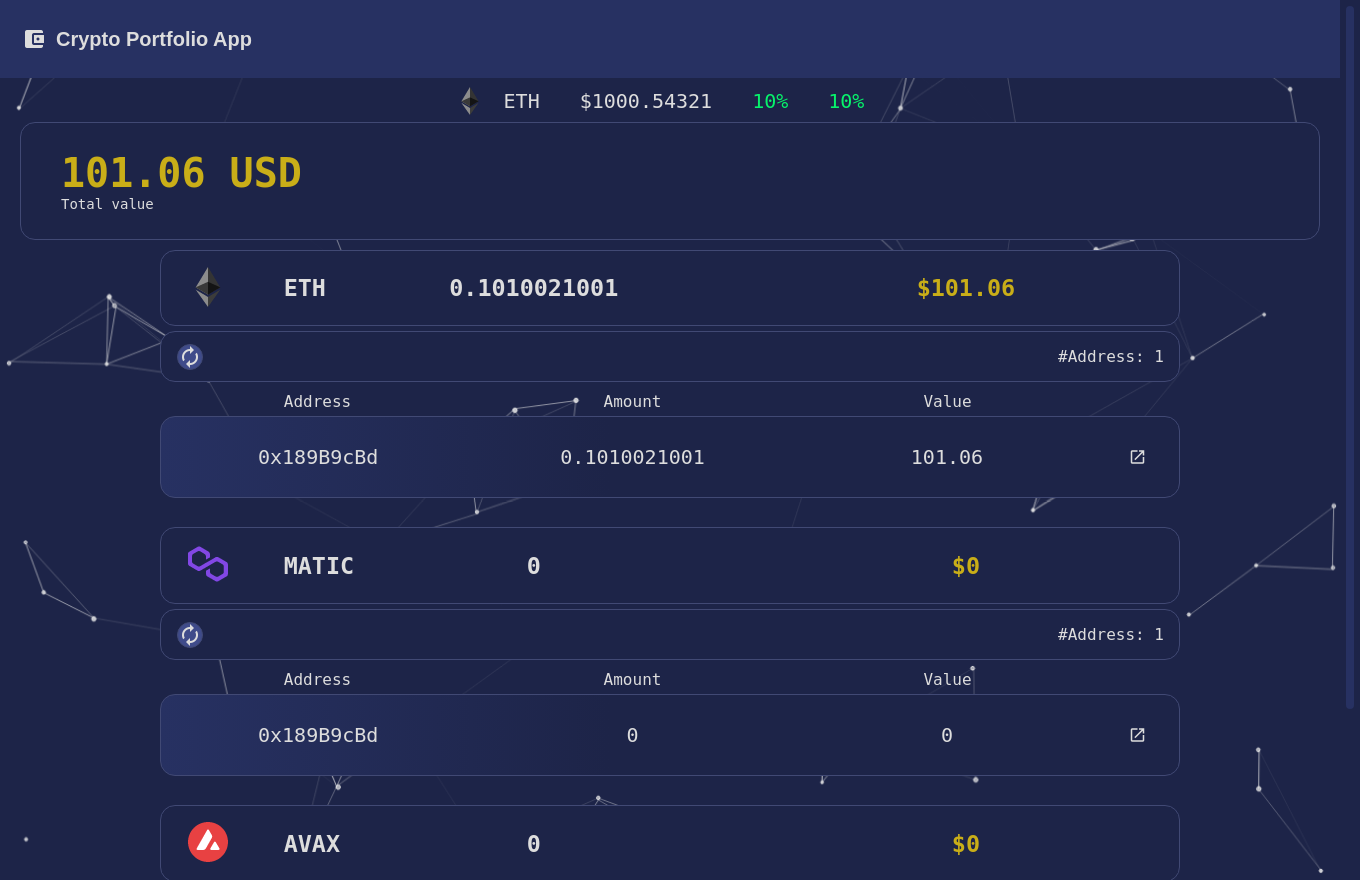 Crypto Portfolio App
ETH $1000.54321 10% 10%
101.06 USD
Total value
ETH 0.1010021001 $101.06
#Address: 1
Address Amount Value
0x189B9cBd 0.1010021001 101.06
MATIC 0 $0
#Address: 1
Address Amount Value
0x189B9cBd 0 0
AVAX 0 $0